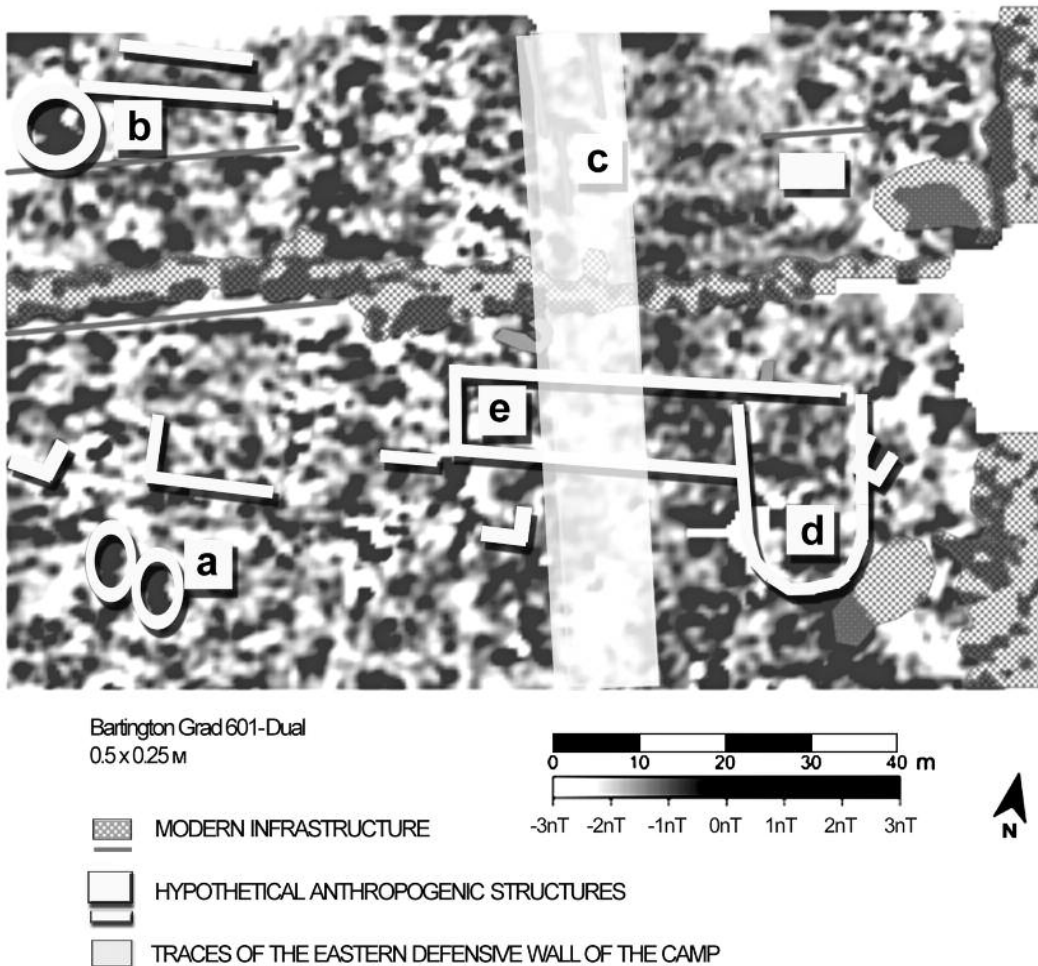 b
c
e
d
a
Bartington Grad 601-Dual
0.5 x 0.25 м
0 10 20 40 m
-3nT -2nT -1nT 0nT 1nT 2nT 3nT
N
MODERN INFRASTRUCTURE
HYPOTHETICAL ANTHROPOGENIC STRUCTURES
TRACES OF THE EASTERN DEFENSIVE WALL OF THE CAMP